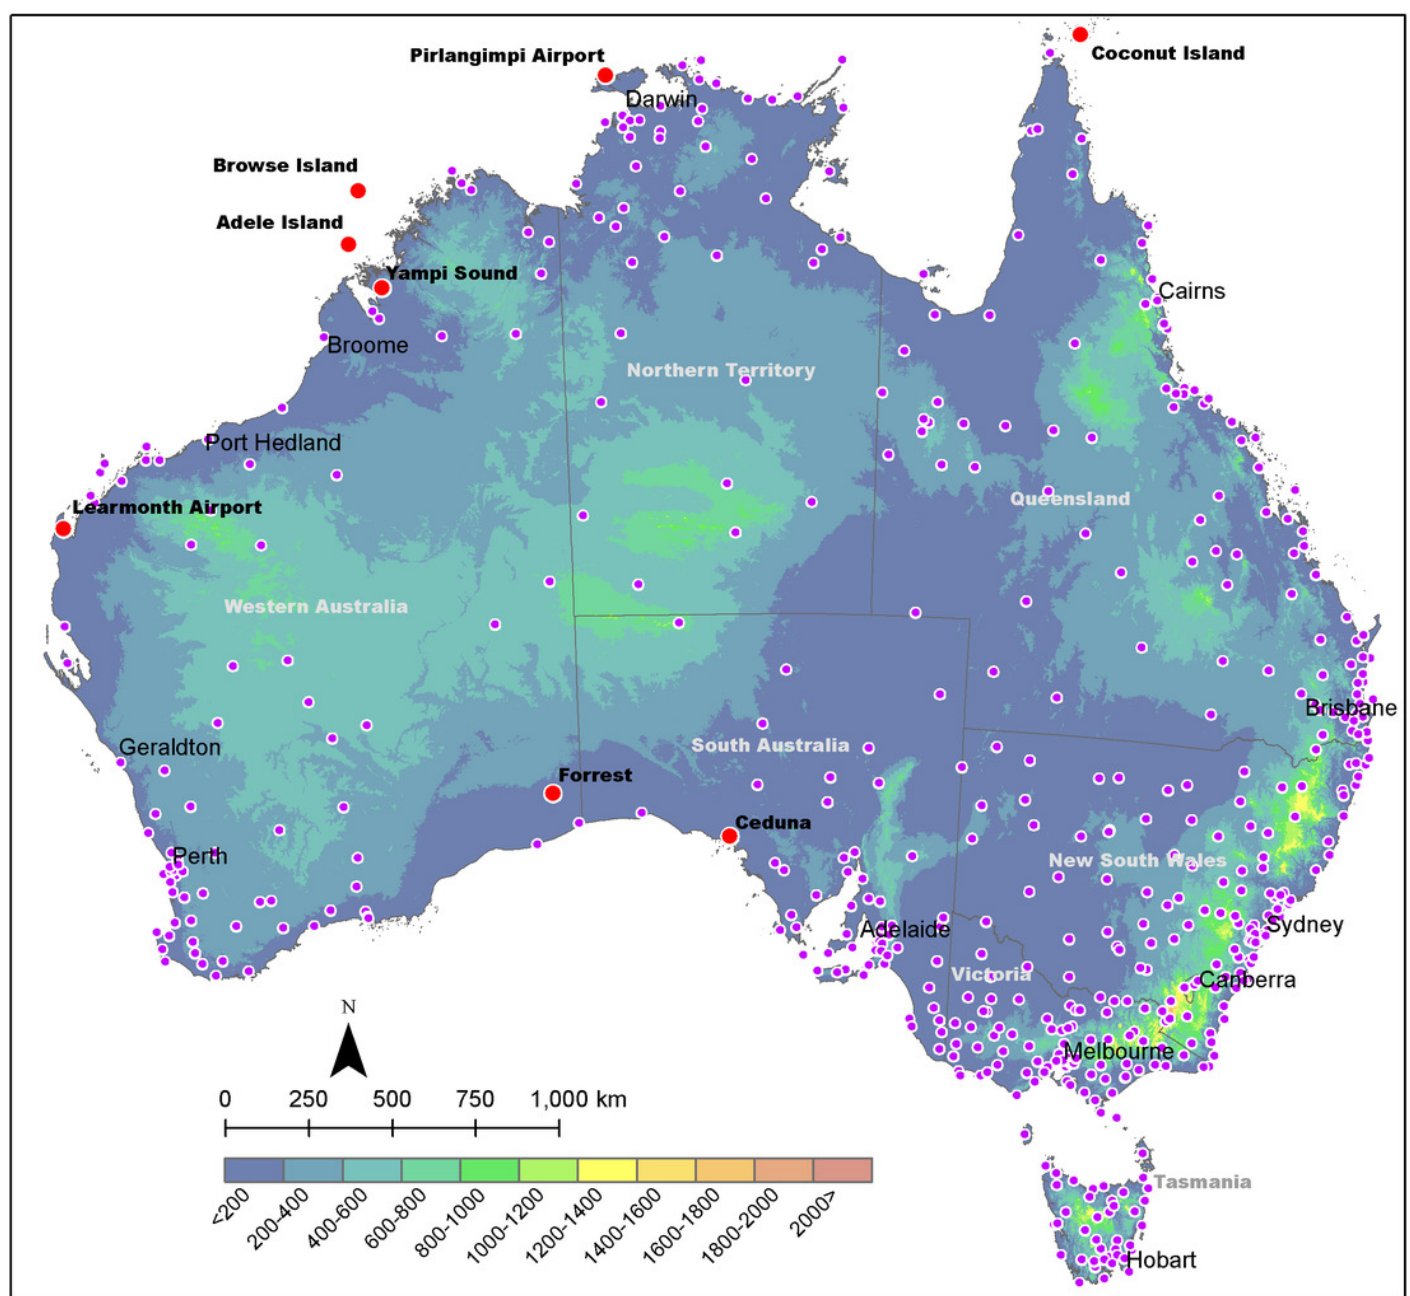 Pirlangimpi Airport
Coconut Island
Darwin
Browse Island
Adele Island
Yampi Sound
Cairns
Broome
Northern Territory
Port Hedland
Queensland
Learmonth Airport
Western Australia
Brisbane
South Australia
Geraldton
Forrest
Ceduna
Perth
New South Wales
Adelaide
Sydney
Victoria
Canberra
N
Melbourne
0 250 500 750 1,000 km
Tasmania
<200 200-400 400-600 600-800 800-1000 1000-1200 1200-1400 1400-1600 1600-1800 1800-2000 2000>
Hobart